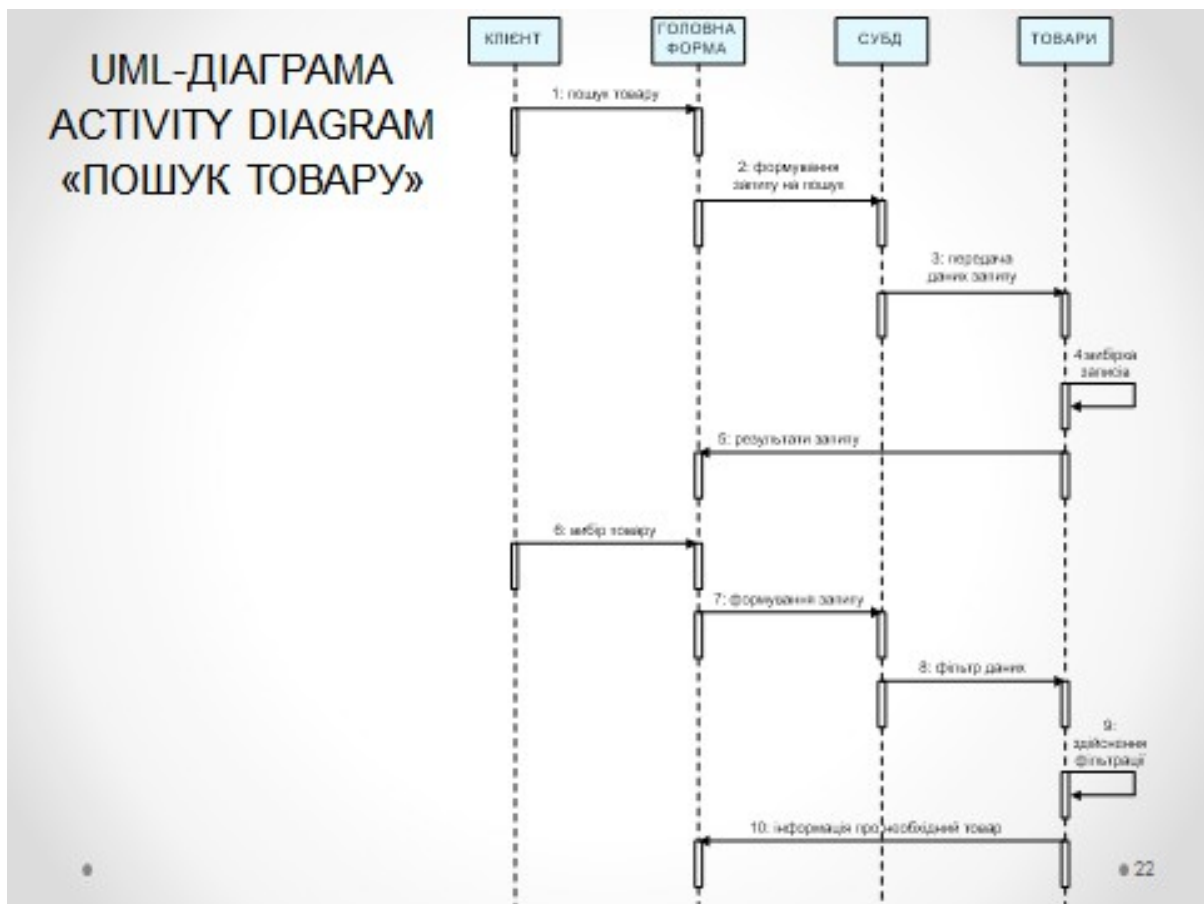 UML-ДІАГРАМА
ACTIVITY DIAGRAM
«ПОШУК ТОВАРУ»
КЛІЄНТ
ГОЛОВНА
ФОРМА
СУБД
ТОВАРИ
1: пошук товару
2: формування
запиту на пошук
3: передача
даних запиту
4 вибірка
записів
5: результати запиту
6: вибір товару
7: формування запиту
8: фільтр даних
9:
здійснення
фільтрації
10: інформація про необхідний товар
22